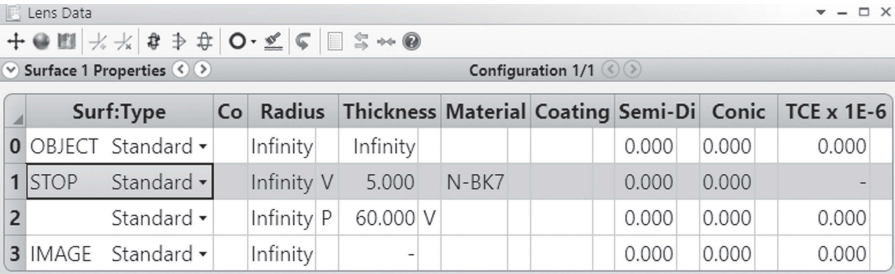 Lens Data
Surface 1 Properties Configuration 1/1
Surf:Type Co Radius Thickness Material Coating Semi-Di Conic TCE x 1E-6
0 OBJECT Standard Infinity Infinity 0.000 0.000 0.000
1 STOP Standard Infinity V 5.000 N-BK7 0.000 0.000 -
2 Standard Infinity P 60.000 V 0.000 0.000 0.000
3 IMAGE Standard Infinity - 0.000 0.000 0.000